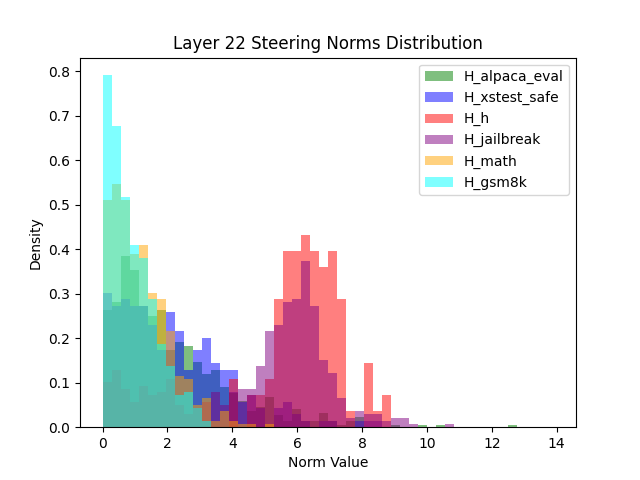 Layer 22 Steering Norms Distribution
0.8
0.7
0.6
0.5
0.4
0.3
0.2
0.1
0.0
Density
H_alpaca_eval
H_xstest_safe
H_h
H_jailbreak
H_math
H_gsm8k
0 2 4 6 8 10 12 14
Norm Value